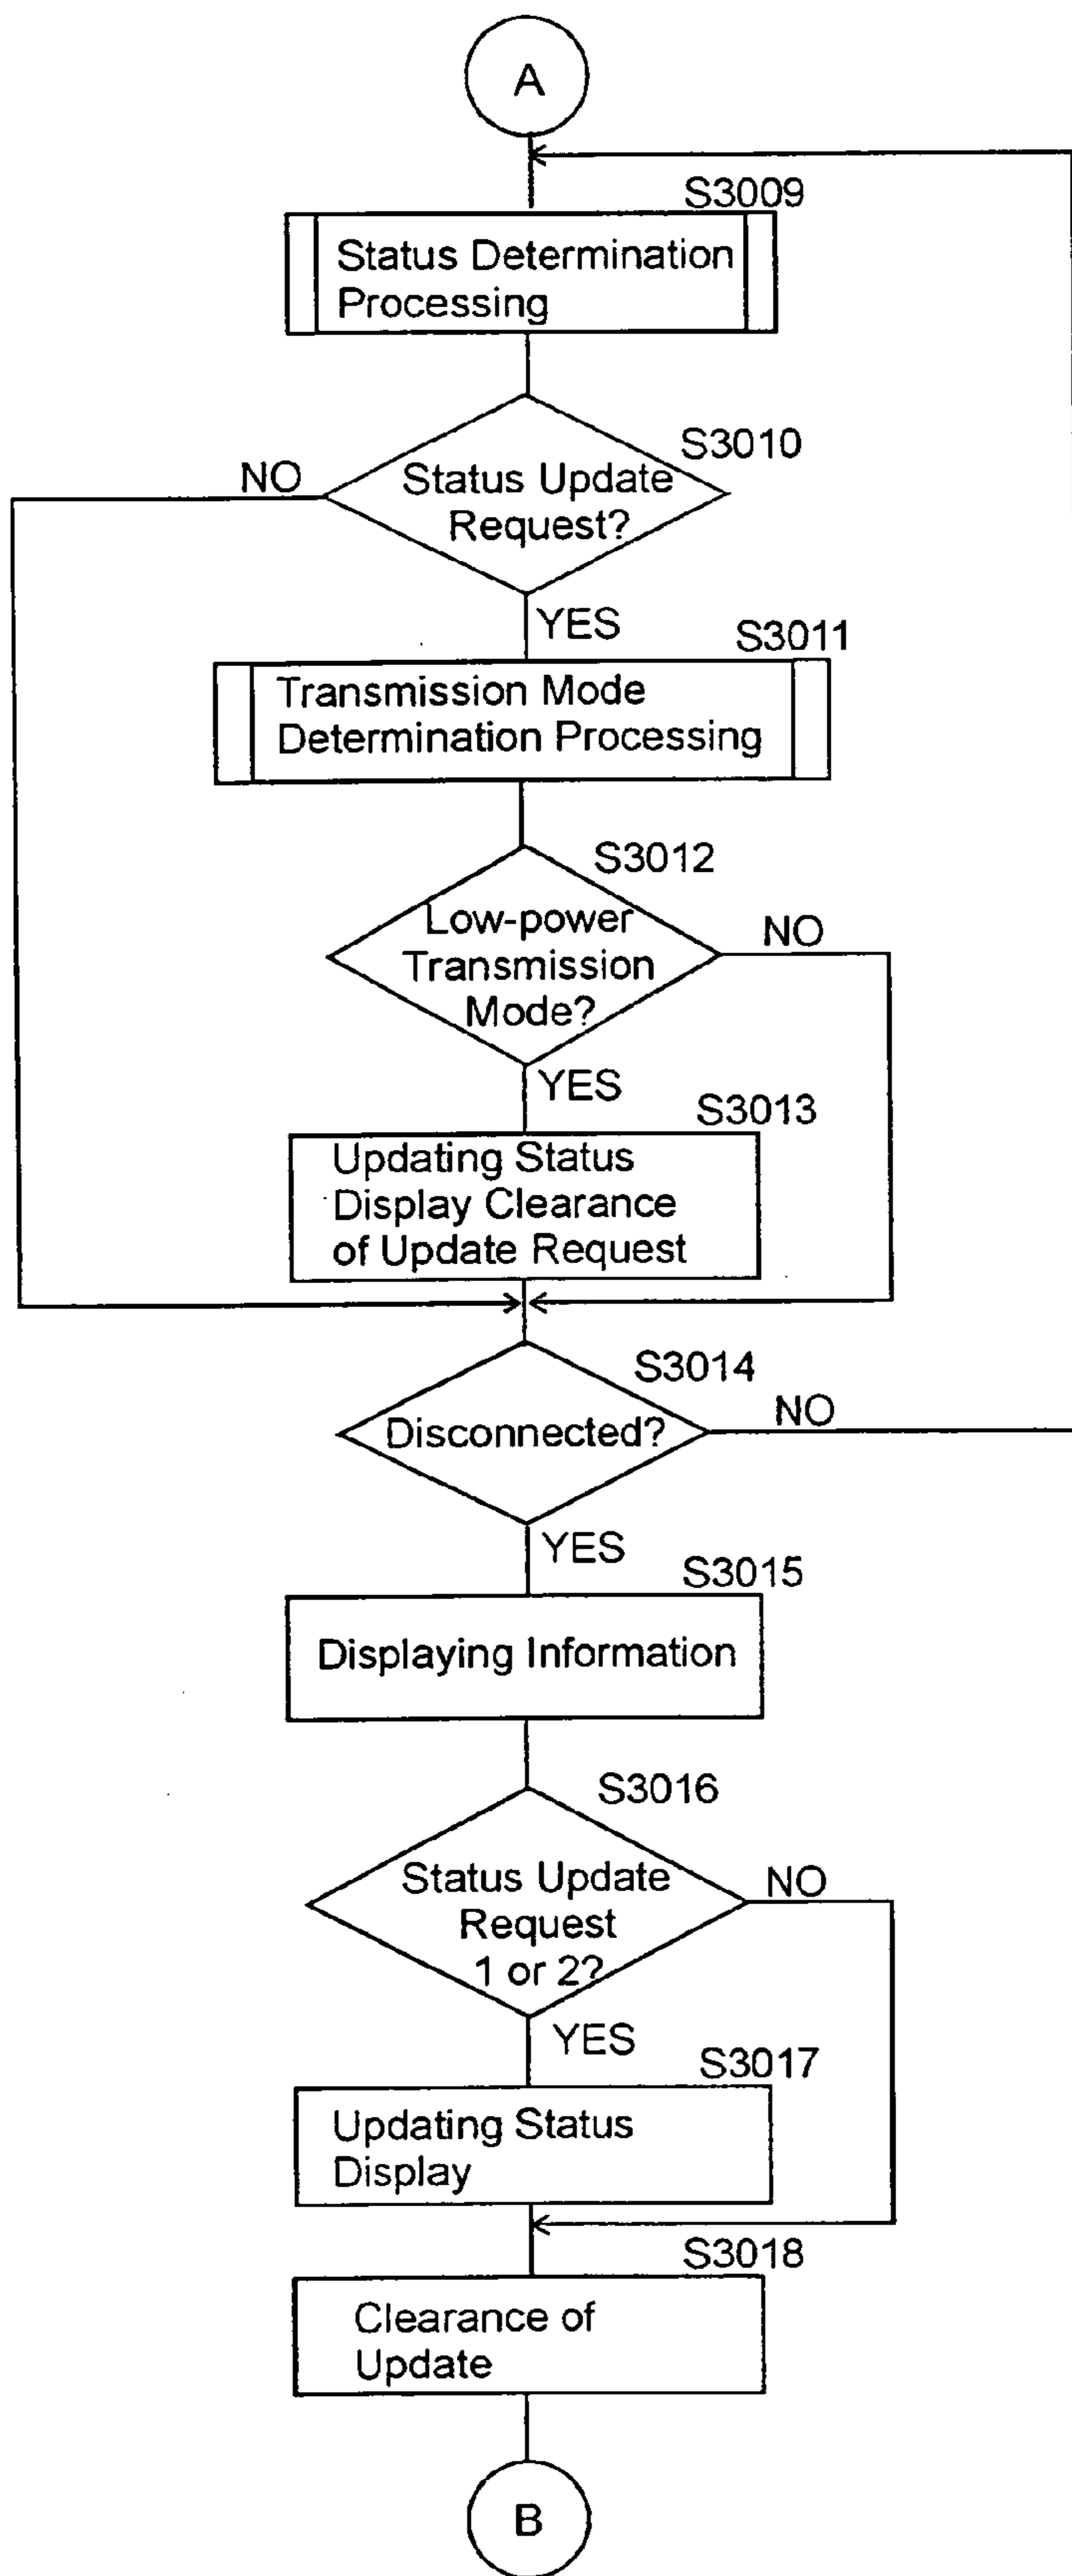 A
S3009
Status Determination
Processing
S3010
NO
Status Update
Request?
YES
S3011
Transmission Mode
Determination Processing
S3012
Low-power
Transmission
Mode?
NO
YES
S3013
Updating Status
Display Clearance
of Update Request
S3014
Disconnected?
NO
YES
S3015
Displaying Information
S3016
Status Update
Request
1 or 2?
NO
YES
S3017
Updating Status
Display
S3018
Clearance of
Update
B